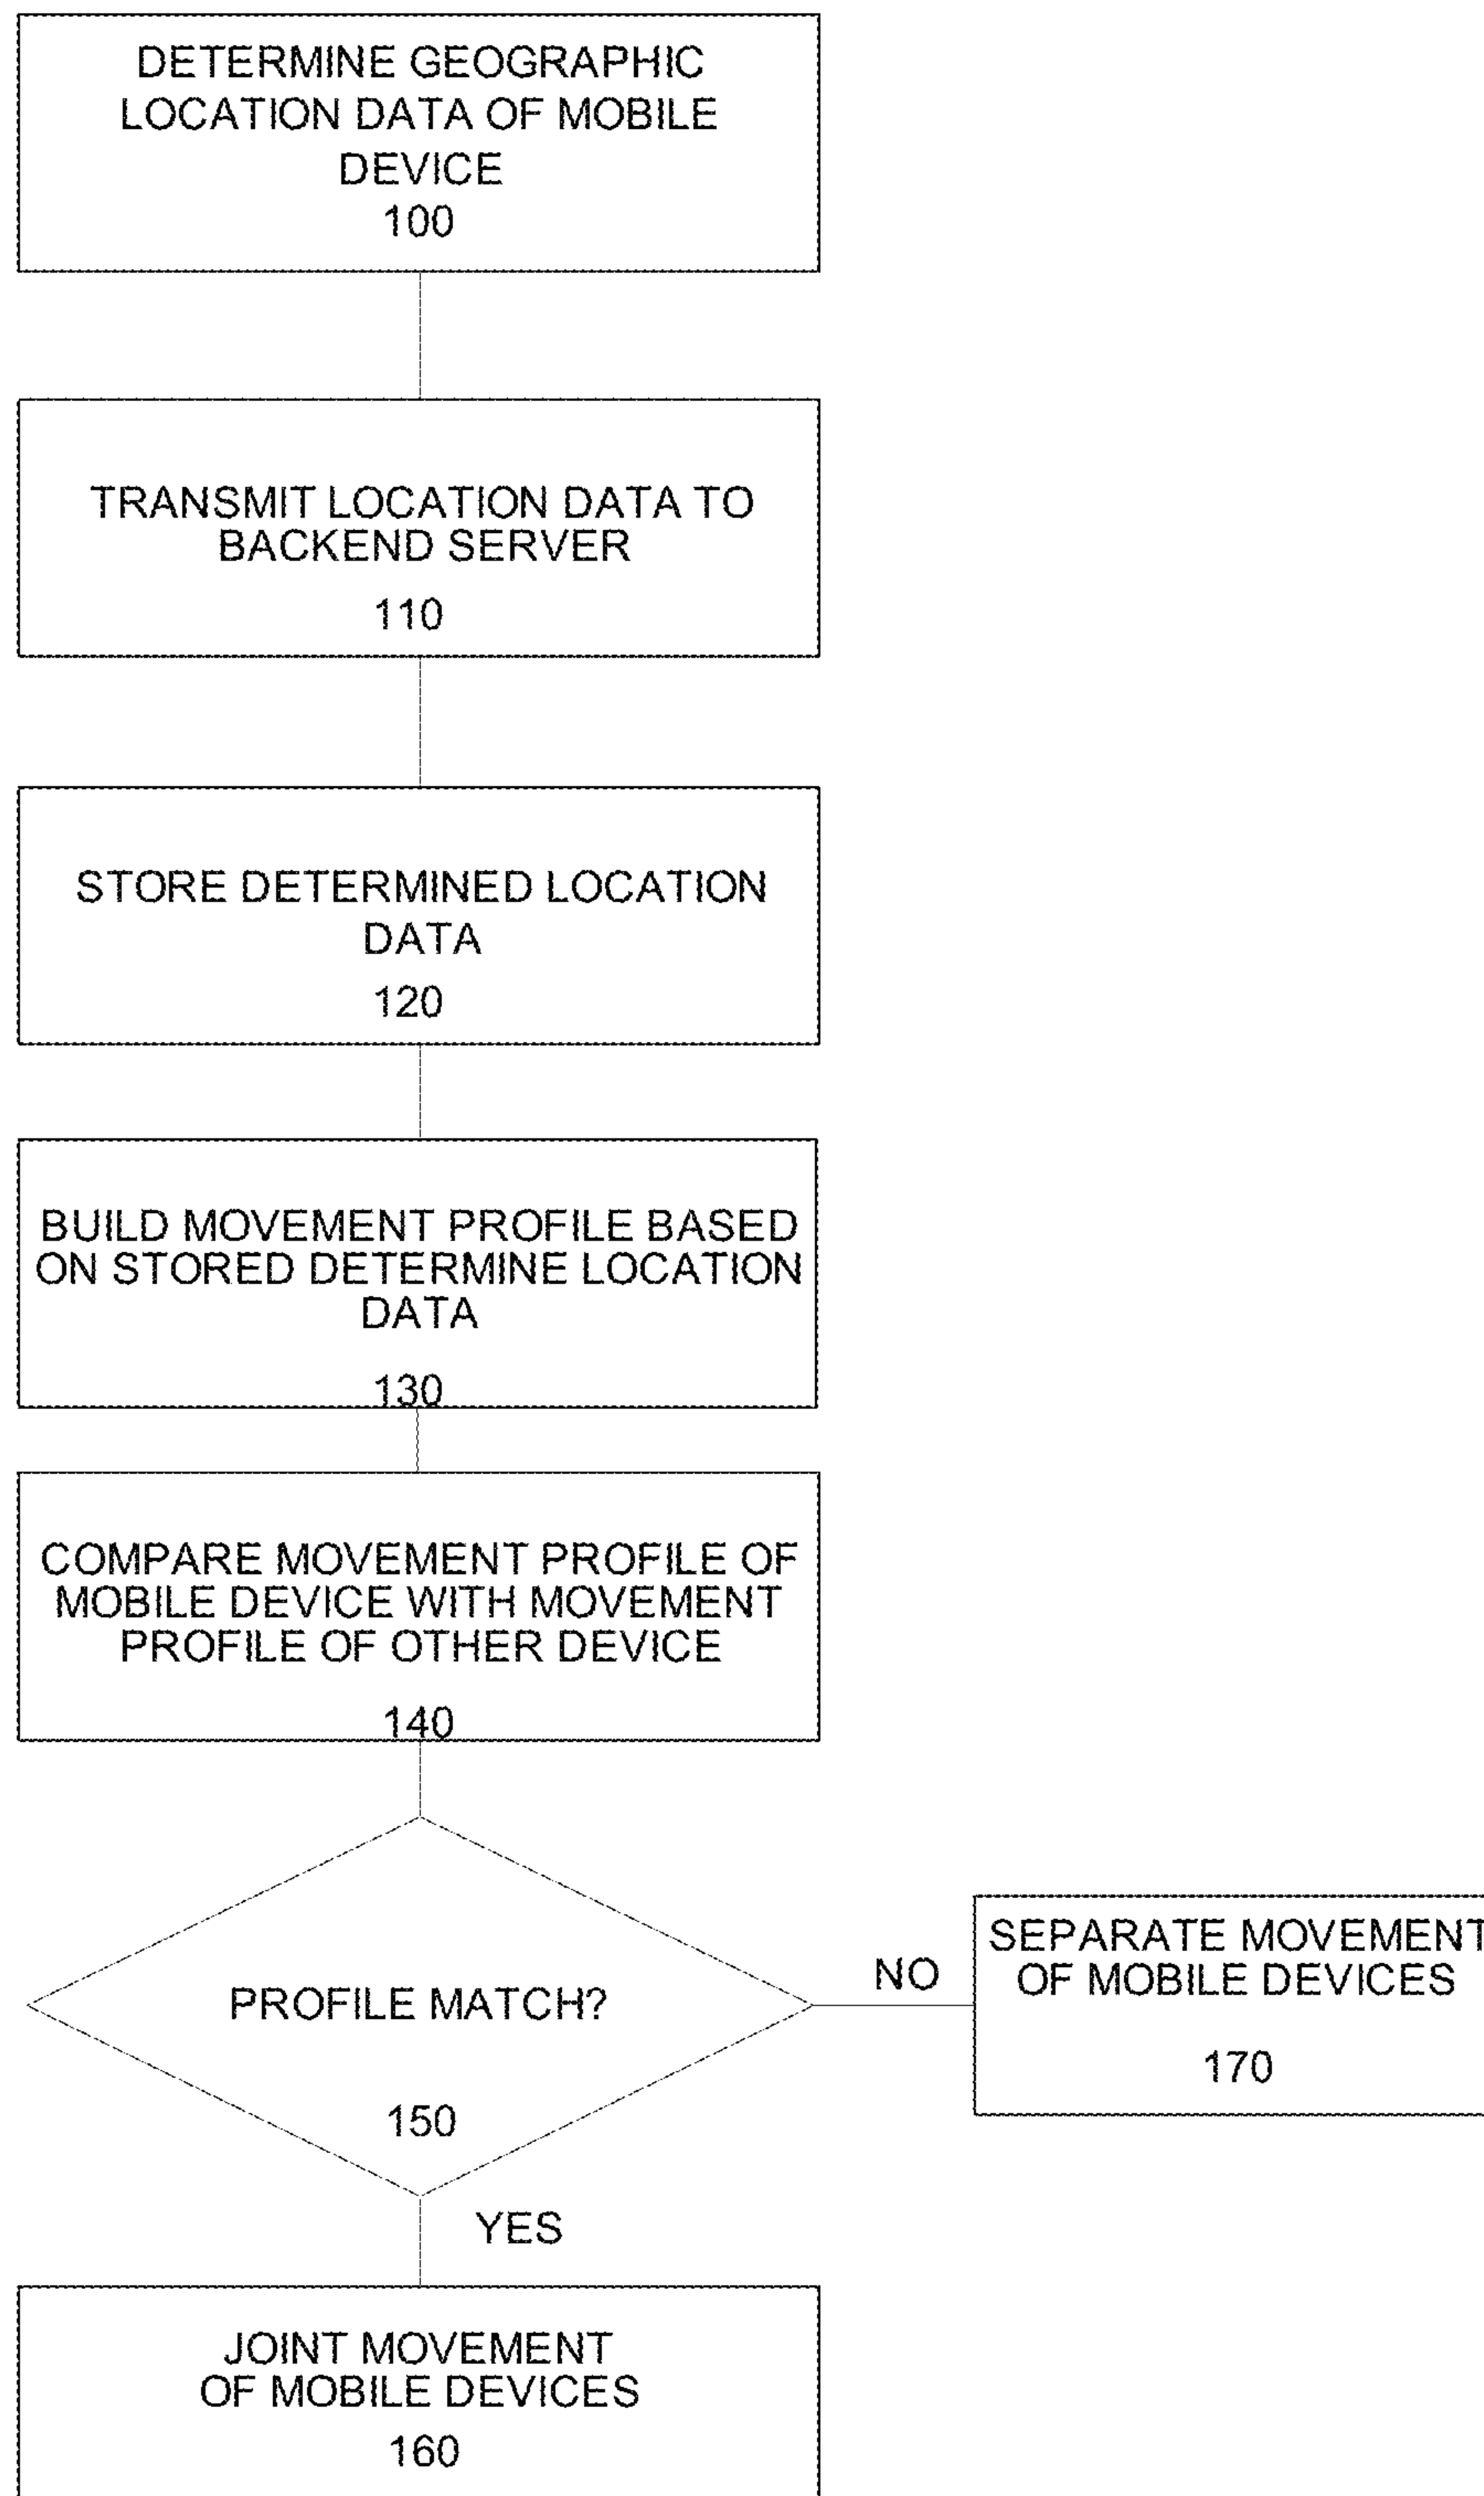 DETERMINE GEOGRAPHIC
LOCATION DATA OF MOBILE
DEVICE
100
TRANSMIT LOCATION DATA TO
BACKEND SERVER
110
STORE DETERMINED LOCATION
DATA
120
BUILD MOVEMENT PROFILE BASED
ON STORED DETERMINE LOCATION
DATA
130
COMPARE MOVEMENT PROFILE OF
MOBILE DEVICE WITH MOVEMENT
PROFILE OF OTHER DEVICE
140
PROFILE MATCH?
150
NO
SEPARATE MOVEMENT
OF MOBILE DEVICES
170
YES
JOINT MOVEMENT
OF MOBILE DEVICES
160